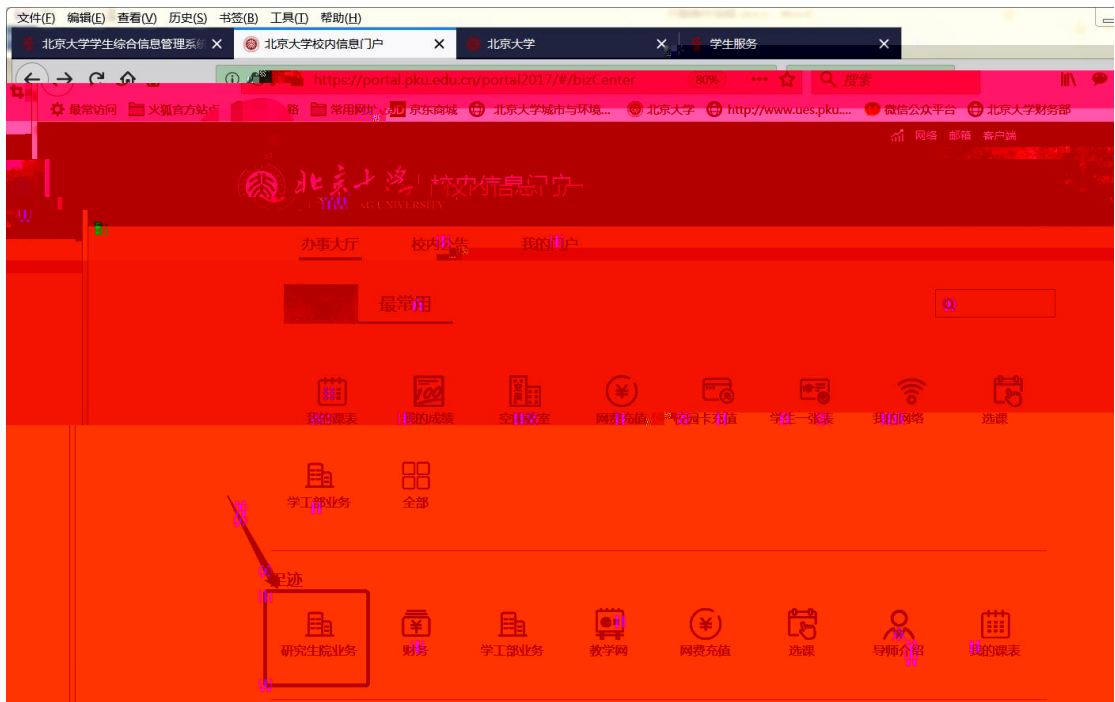 文件(F) 编辑(E) 查看(V) 历史(S) 书签(B) 工具(T) 帮助(H)
北京大学学生综合信息管理系统 北京大学校内信息门户 北京大学 学生服务
https://portal.pku.edu.cn/portal2017/#/bizCenter 80% 搜索
最常访问 火狐官方站点 常用网址 京东商城 北京大学城市与环境... 北京大学 http://www.ues.pku.... 微信公众平台 北京大学财务部
网络 邮箱 客户端
北京大学 校内信息门户
UNIVERSITY
办事大厅 校内公告 我的门户
最常用
我的课表 我的成绩 空闲教室 网费充值 校园卡充值 学生一张表 我的网络 选课
学工部业务 全部
足迹
研究生院业务 财务 学工部业务 教学网 网费充值 选课 导师介绍 我的课表